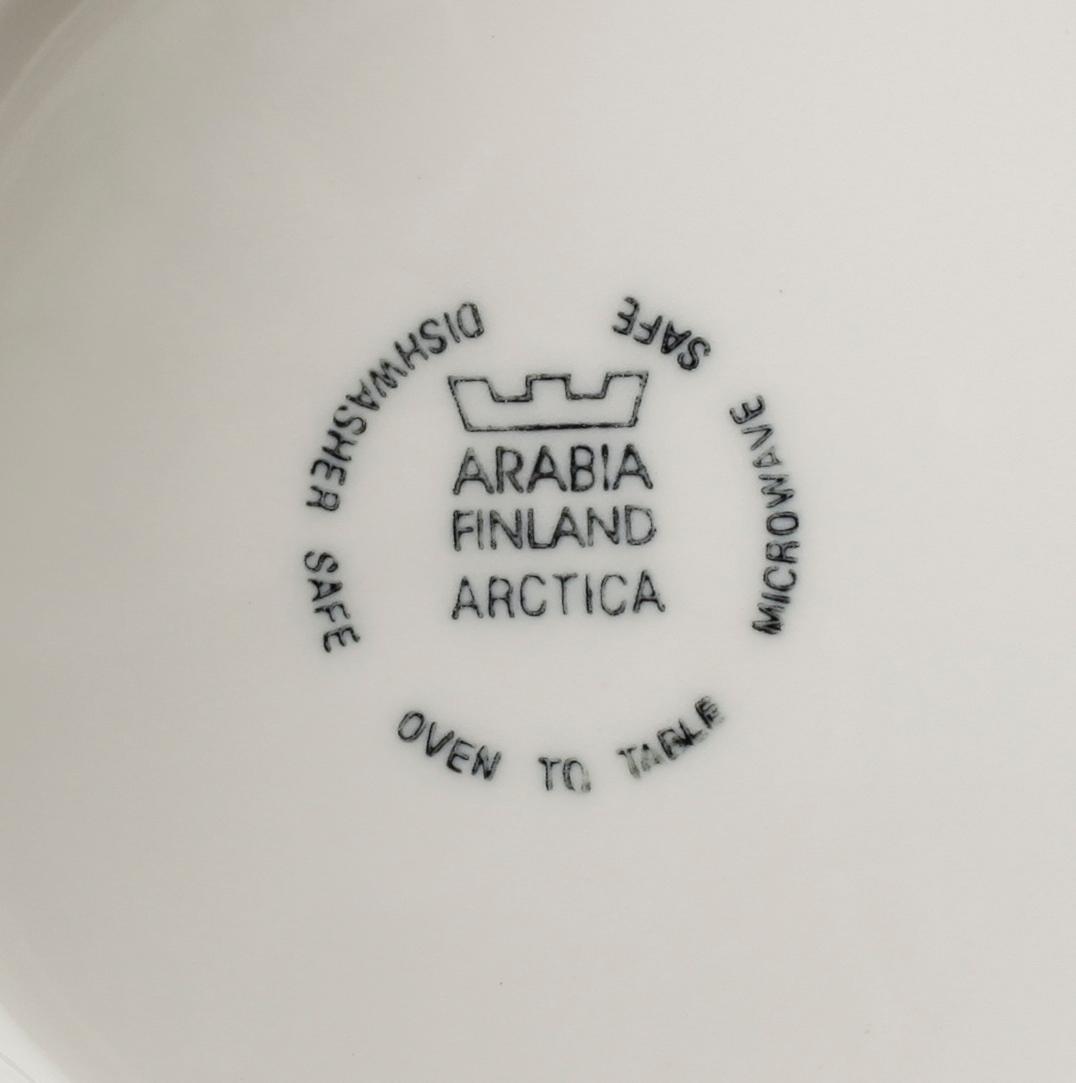 ARABIA
FINLAND
ARCTICA
DISHWASHER SAFE
OVEN TO TABLE
MICROWAVE SAFE